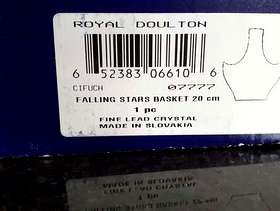 ROYAL DOULTON
6 52383 06610 6
CIFUCH 07777
FALLING STARS BASKET 20 cm
1 pc
FINE LEAD CRYSTAL
MADE IN SLOVAKIA